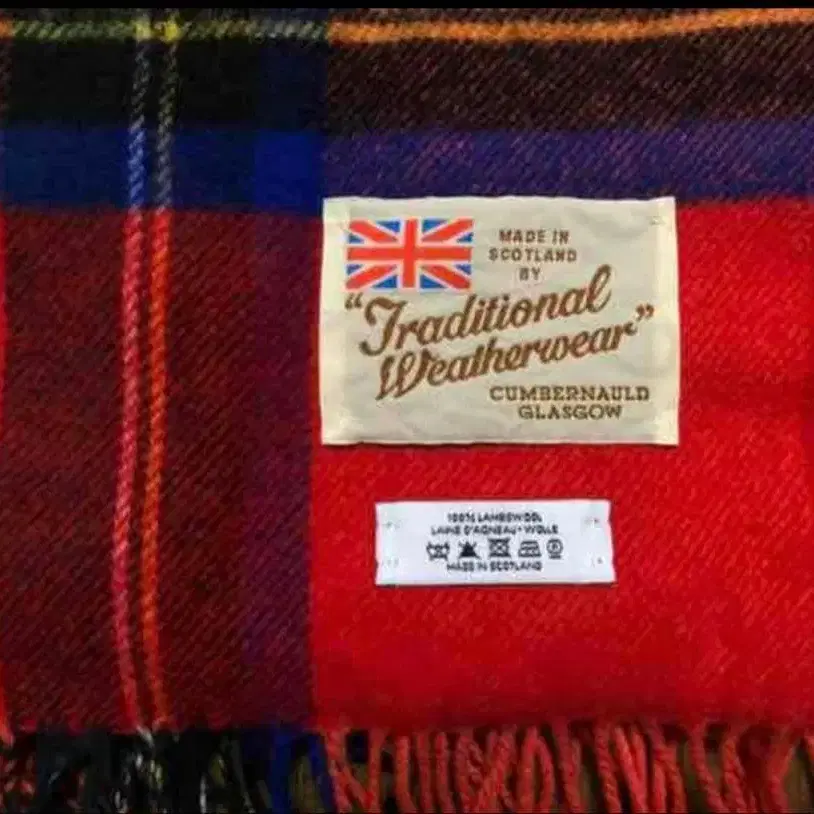 MADE IN
SCOTLAND
BY
"Traditional
Weatherwear"
CUMBERNAULD
GLASGOW
100% LAMBSWOOL
LAINE D'AGNEAU · WOLLE
MADE IN SCOTLAND